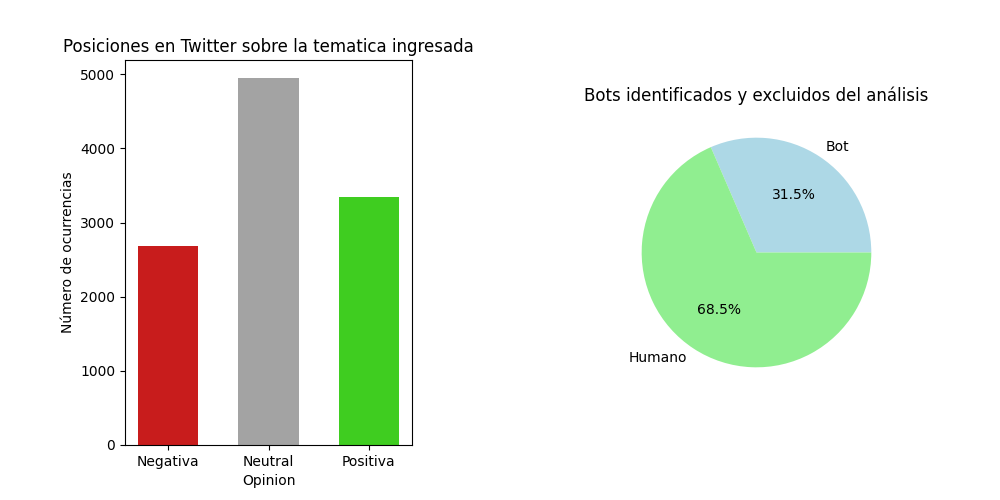 Posiciones en Twitter sobre la tematica ingresada
5000
4000
3000
2000
1000
0
Número de ocurrencias
Negativa
Neutral
Positiva
Opinion
Bots identificados y excluidos del análisis
Bot
31.5%
68.5%
Humano